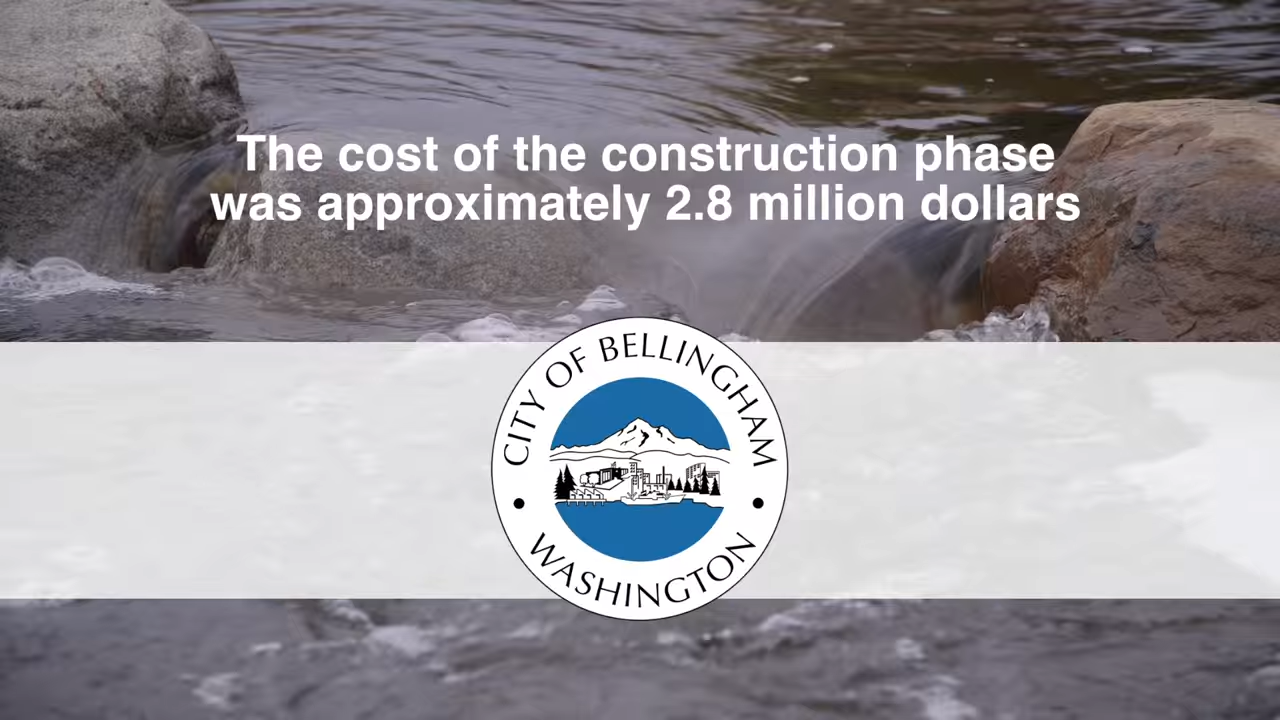 The cost of the construction phase
was approximately 2.8 million dollars
CITY OF BELLINGHAM
WASHINGTON